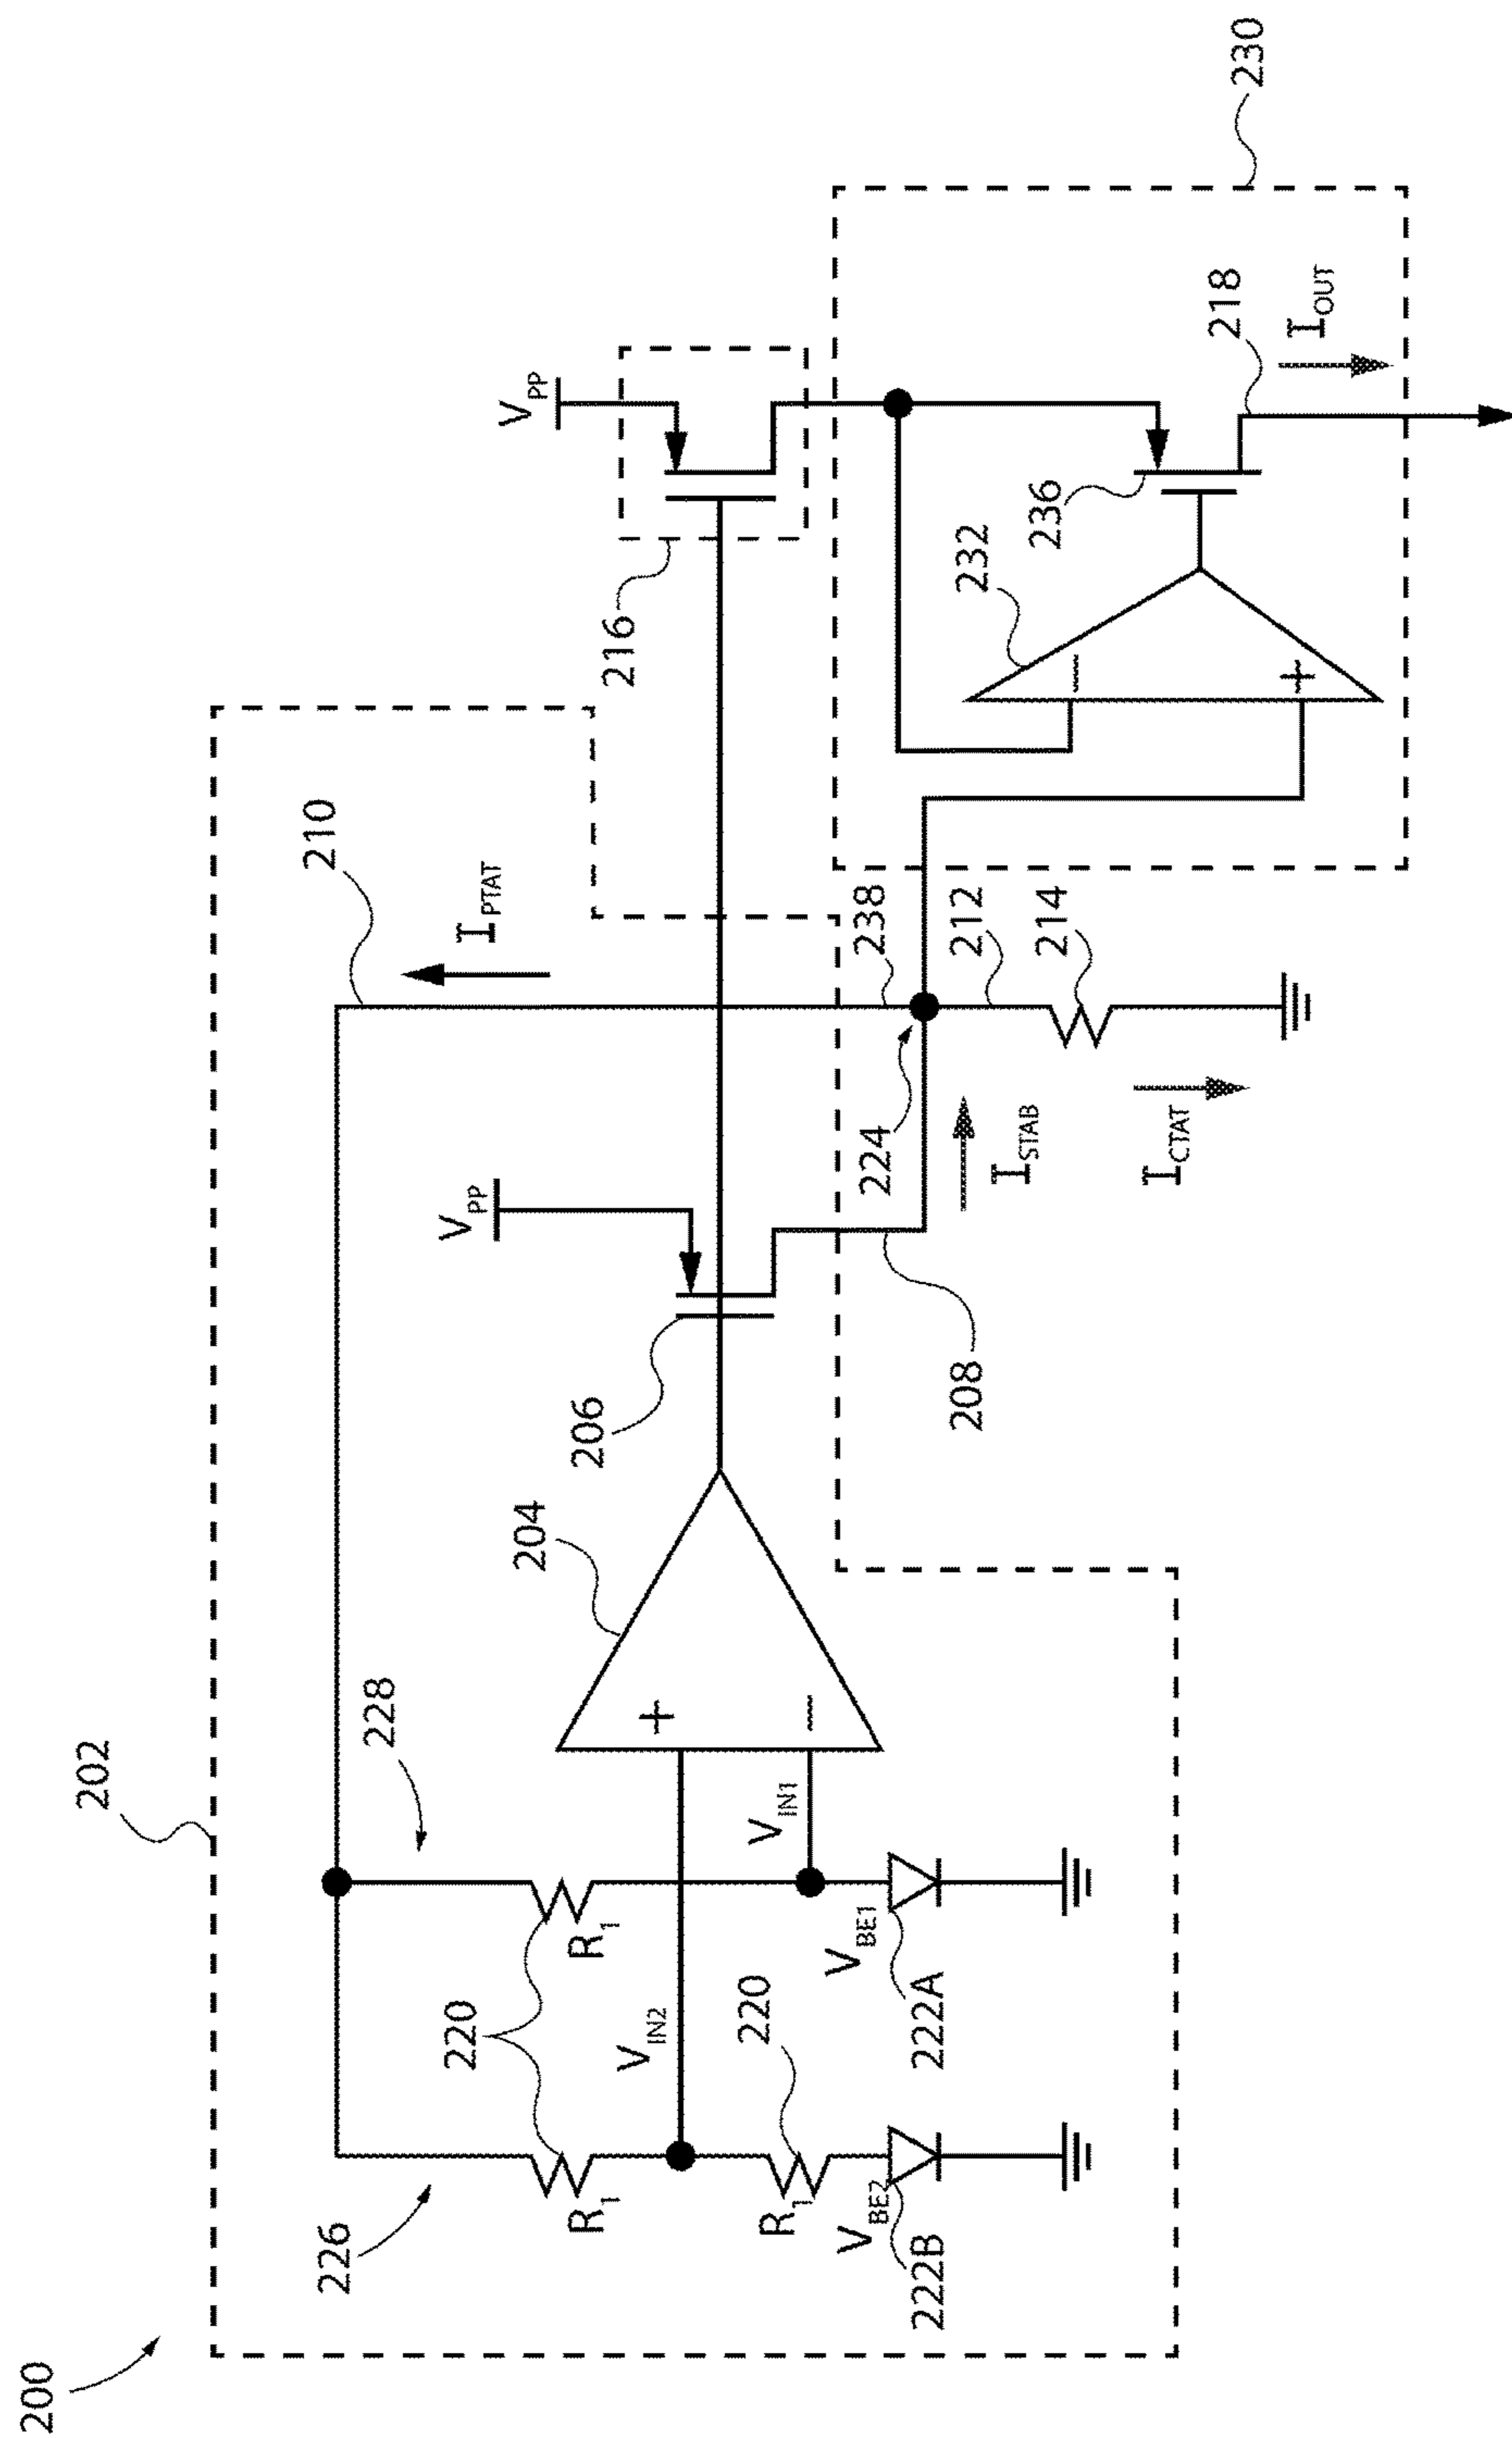 200
202
226
228
210
I PTAT
220
R1
R1
204
+
−
206
VPP
VPP
216
VIN2
VIN1
220
R1
VBE2
222B
VBE1
222A
208
224
238
212
214
ISTAB
ICTAT
232
−
+
236
218
IOUT
230